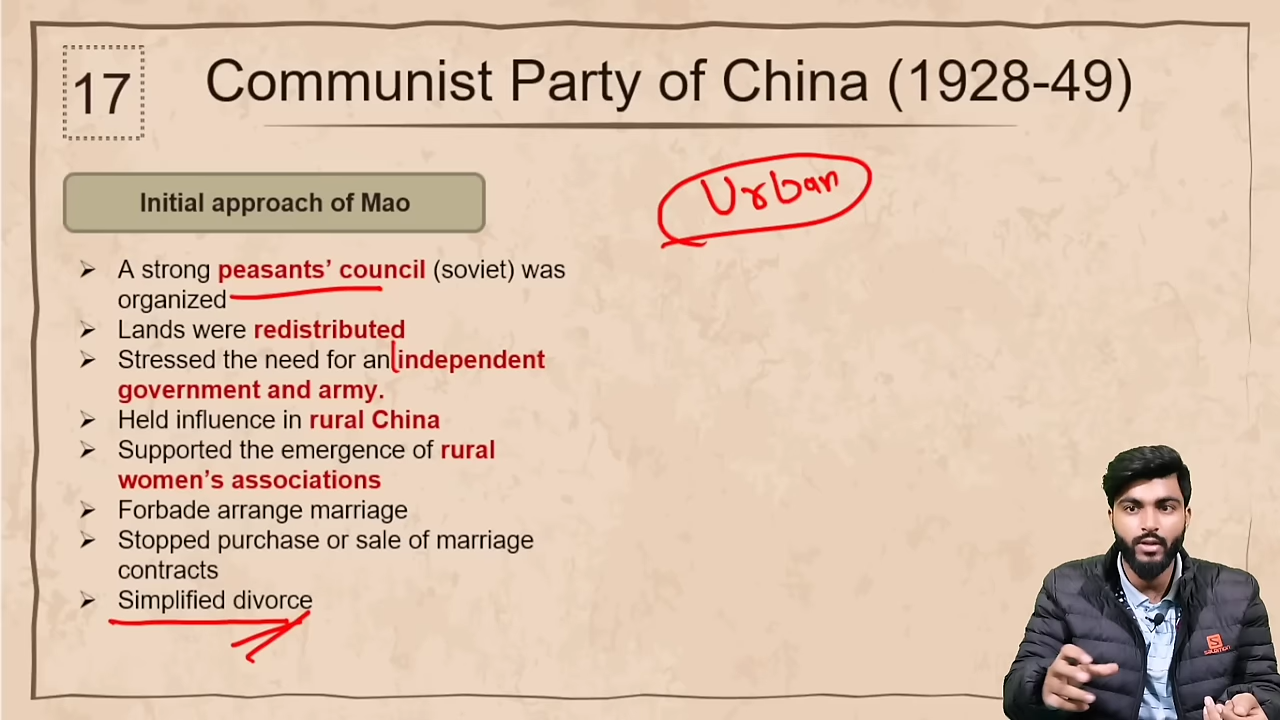 17
Communist Party of China (1928-49)
Urban
Initial approach of Mao
➢ A strong peasants' council (soviet) was
organized
➢ Lands were redistributed
➢ Stressed the need for an independent
government and army.
➢ Held influence in rural China
➢ Supported the emergence of rural
women's associations
➢ Forbade arrange marriage
➢ Stopped purchase or sale of marriage
contracts
➢ Simplified divorce
S
salomon